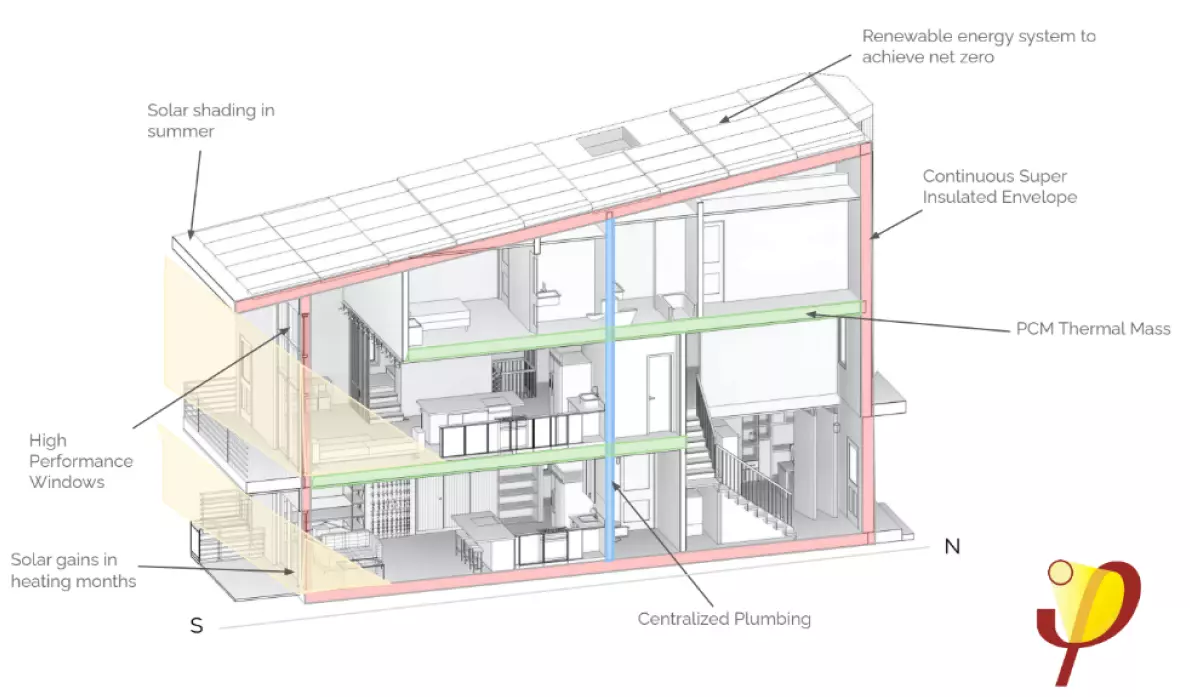 Renewable energy system to
achieve net zero
Solar shading in
summer
Continuous Super
Insulated Envelope
PCM Thermal Mass
High
Performance
Windows
Solar gains in
heating months
N
S
Centralized Plumbing